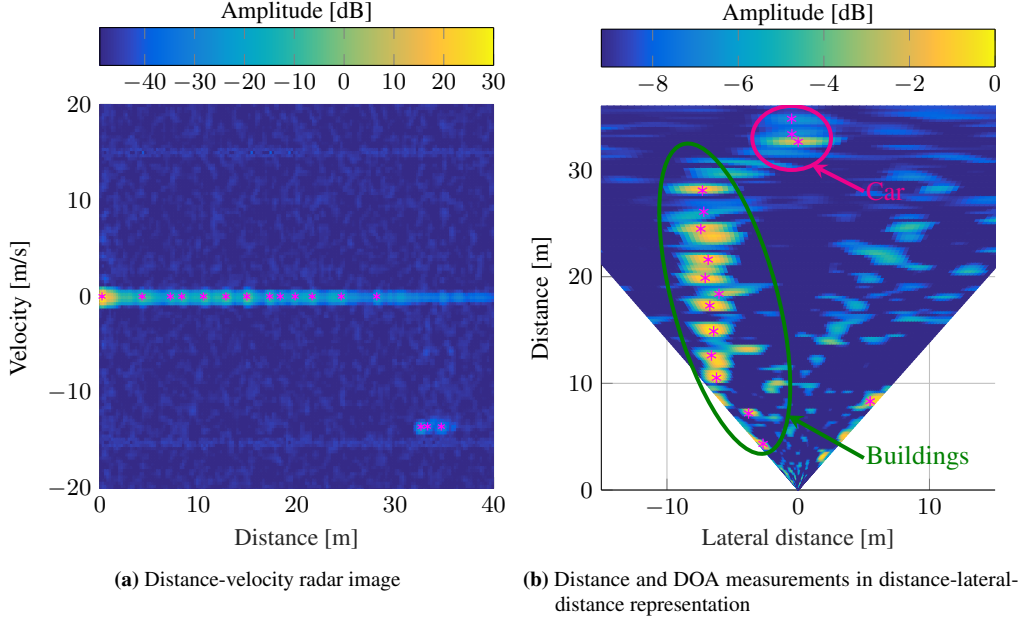 Amplitude [dB]
−40 −30 −20 −10 0 10 20 30
20
10
0
−10
−20
Velocity [m/s]
0 10 20 30 40
Distance [m]
(a) Distance-velocity radar image
Amplitude [dB]
−8 −6 −4 −2 0
30
20
10
0
Distance [m]
Car
Buildings
−10 0 10
Lateral distance [m]
(b) Distance and DOA measurements in distance-lateral-
distance representation